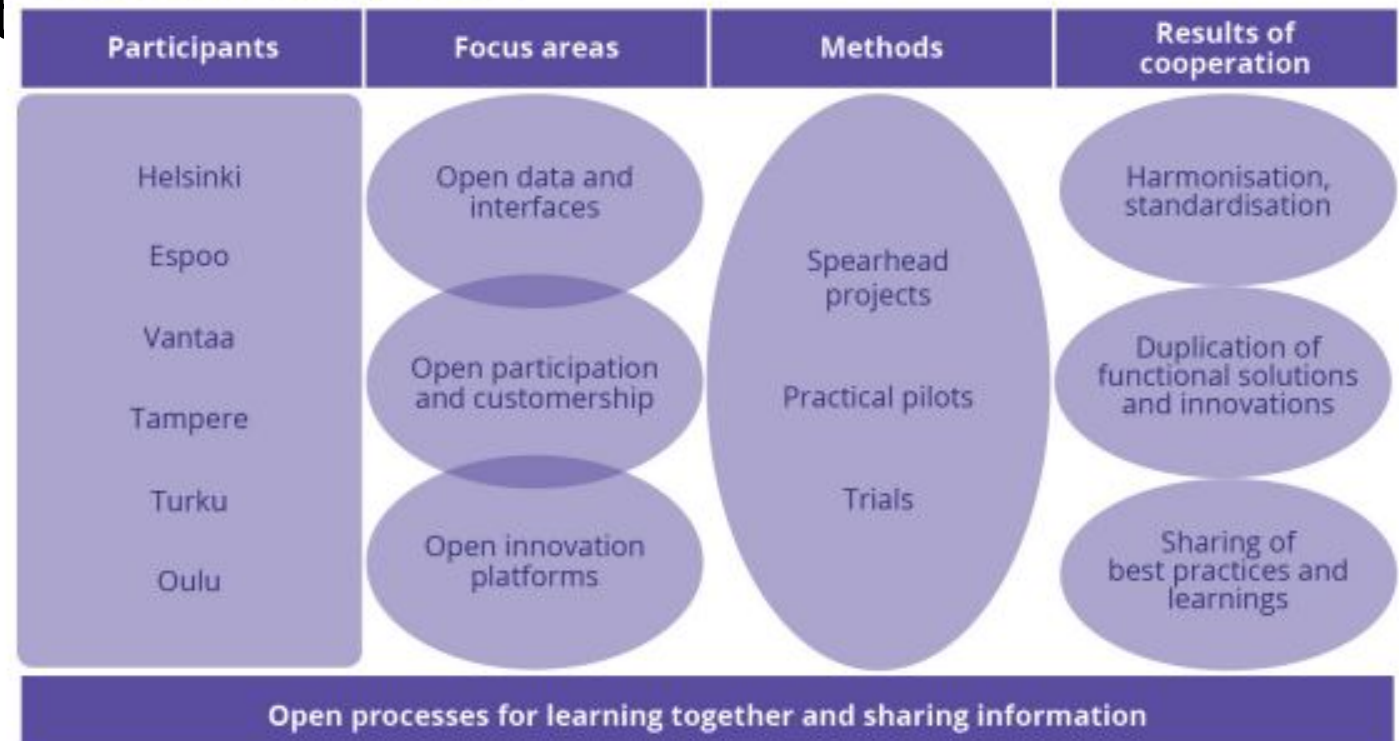 Participants
Focus areas
Methods
Results of
cooperation
Helsinki
Espoo
Vantaa
Tampere
Turku
Oulu
Open data and
interfaces
Open participation
and customership
Open innovation
platforms
Spearhead
projects
Practical pilots
Trials
Harmonisation,
standardisation
Duplication of
functional solutions
and innovations
Sharing of
best practices and
learnings
Open processes for learning together and sharing information